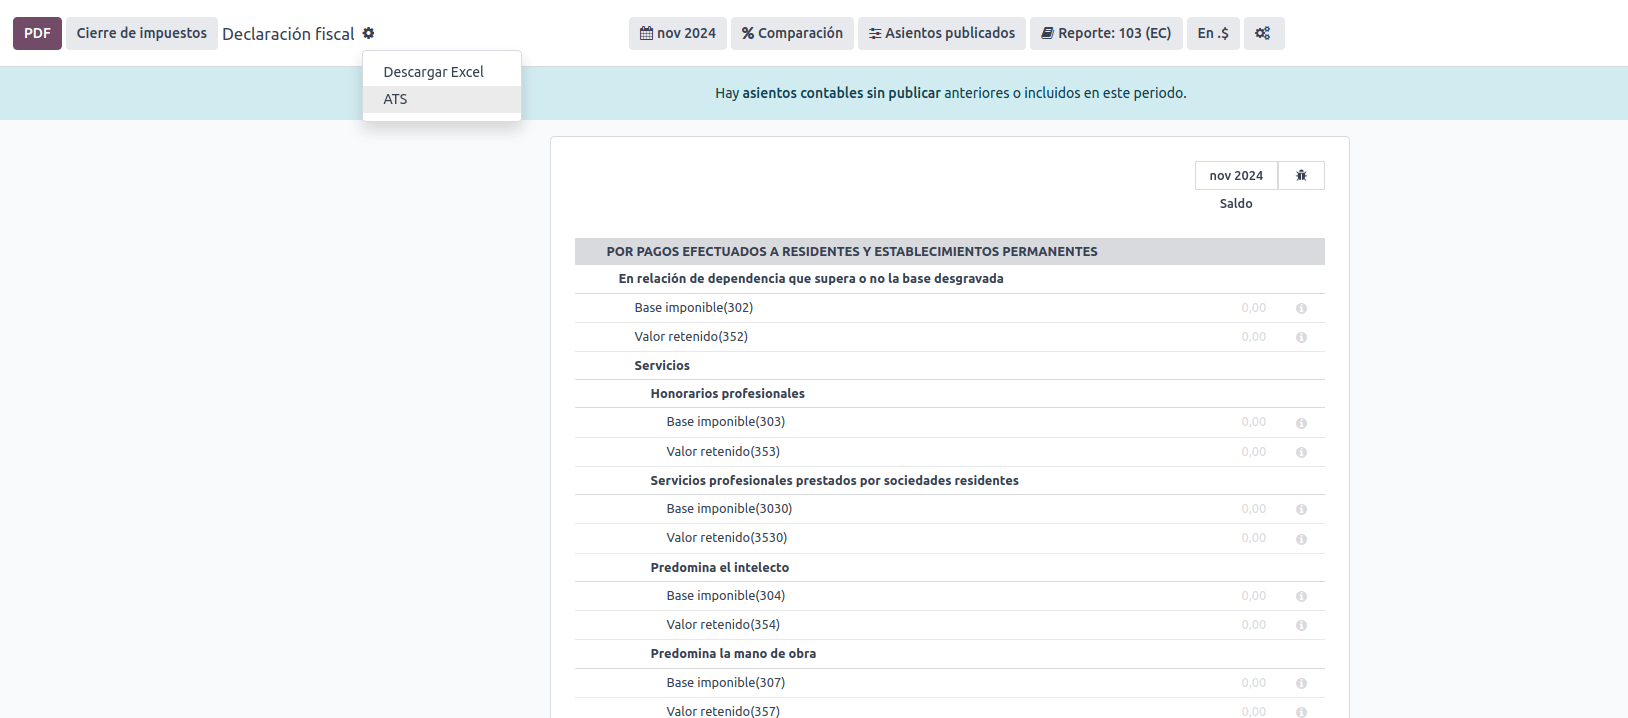 PDF Cierre de impuestos Declaración fiscal nov 2024 % Comparación Asientos publicados Reporte: 103 (EC) En .$
Descargar Excel
ATS
Hay asientos contables sin publicar anteriores o incluidos en este periodo.
nov 2024
Saldo
POR PAGOS EFECTUADOS A RESIDENTES Y ESTABLECIMIENTOS PERMANENTES
En relación de dependencia que supera o no la base desgravada
Base imponible(302) 0,00
Valor retenido(352) 0,00
Servicios
Honorarios profesionales
Base imponible(303) 0,00
Valor retenido(353) 0,00
Servicios profesionales prestados por sociedades residentes
Base imponible(3030) 0,00
Valor retenido(3530) 0,00
Predomina el intelecto
Base imponible(304) 0,00
Valor retenido(354) 0,00
Predomina la mano de obra
Base imponible(307) 0,00
Valor retenido(357) 0,00